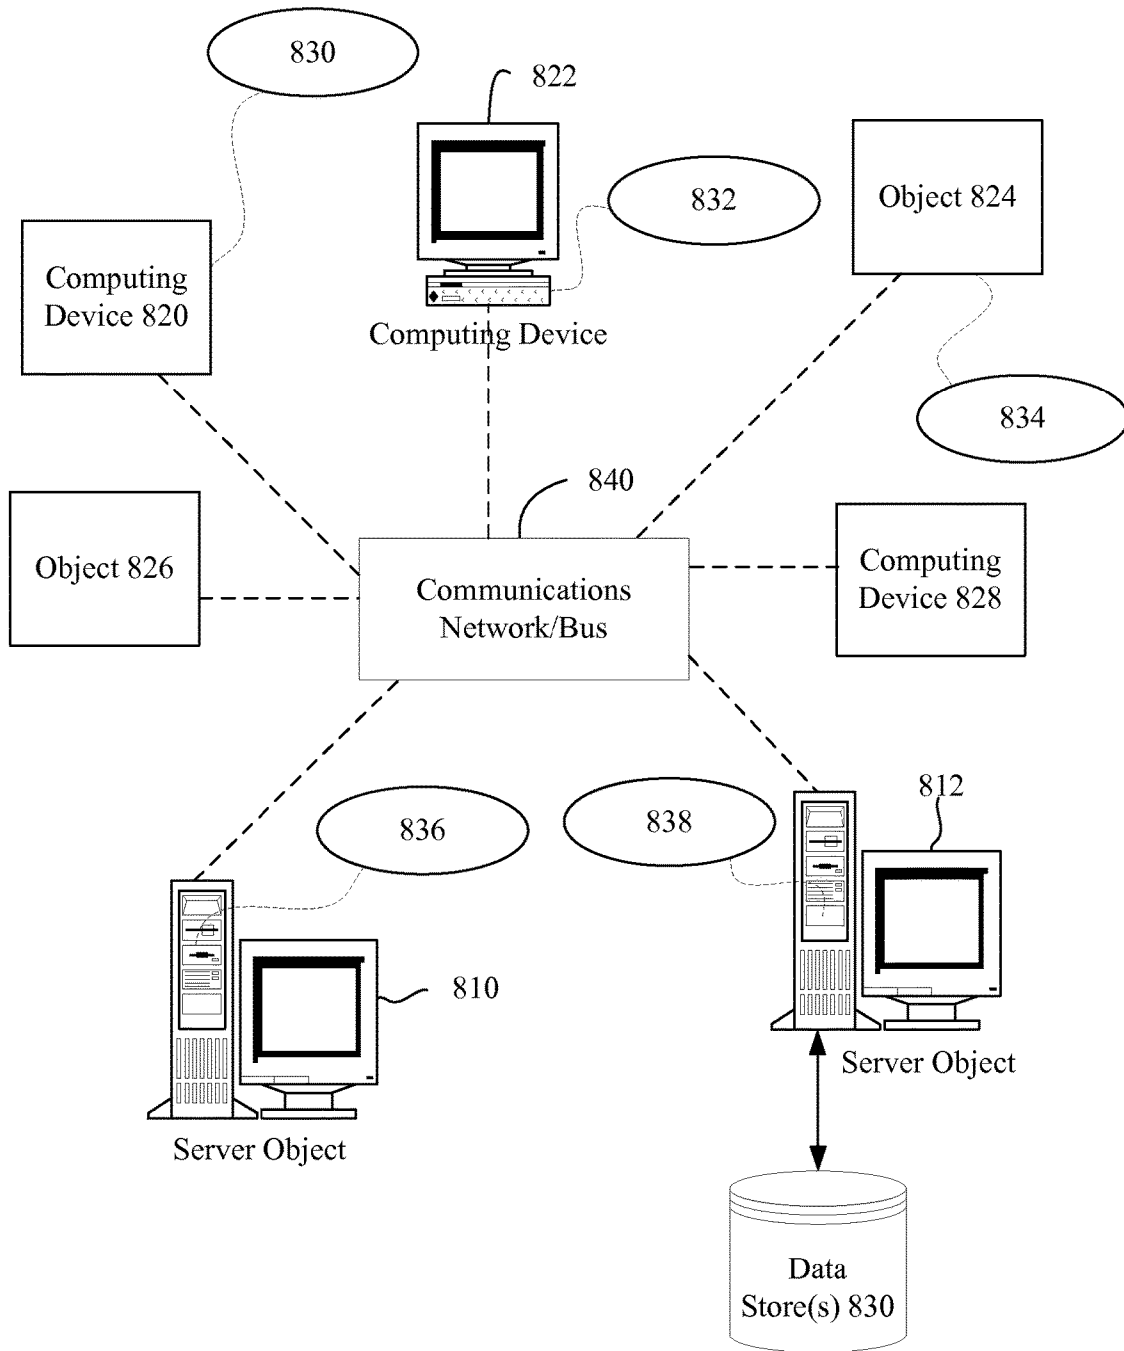 830
822
832
Object 824
Computing
Device 820
Computing Device
834
840
Object 826
Communications
Network/Bus
Computing
Device 828
836
838
812
810
Server Object
Server Object
Data
Store(s) 830